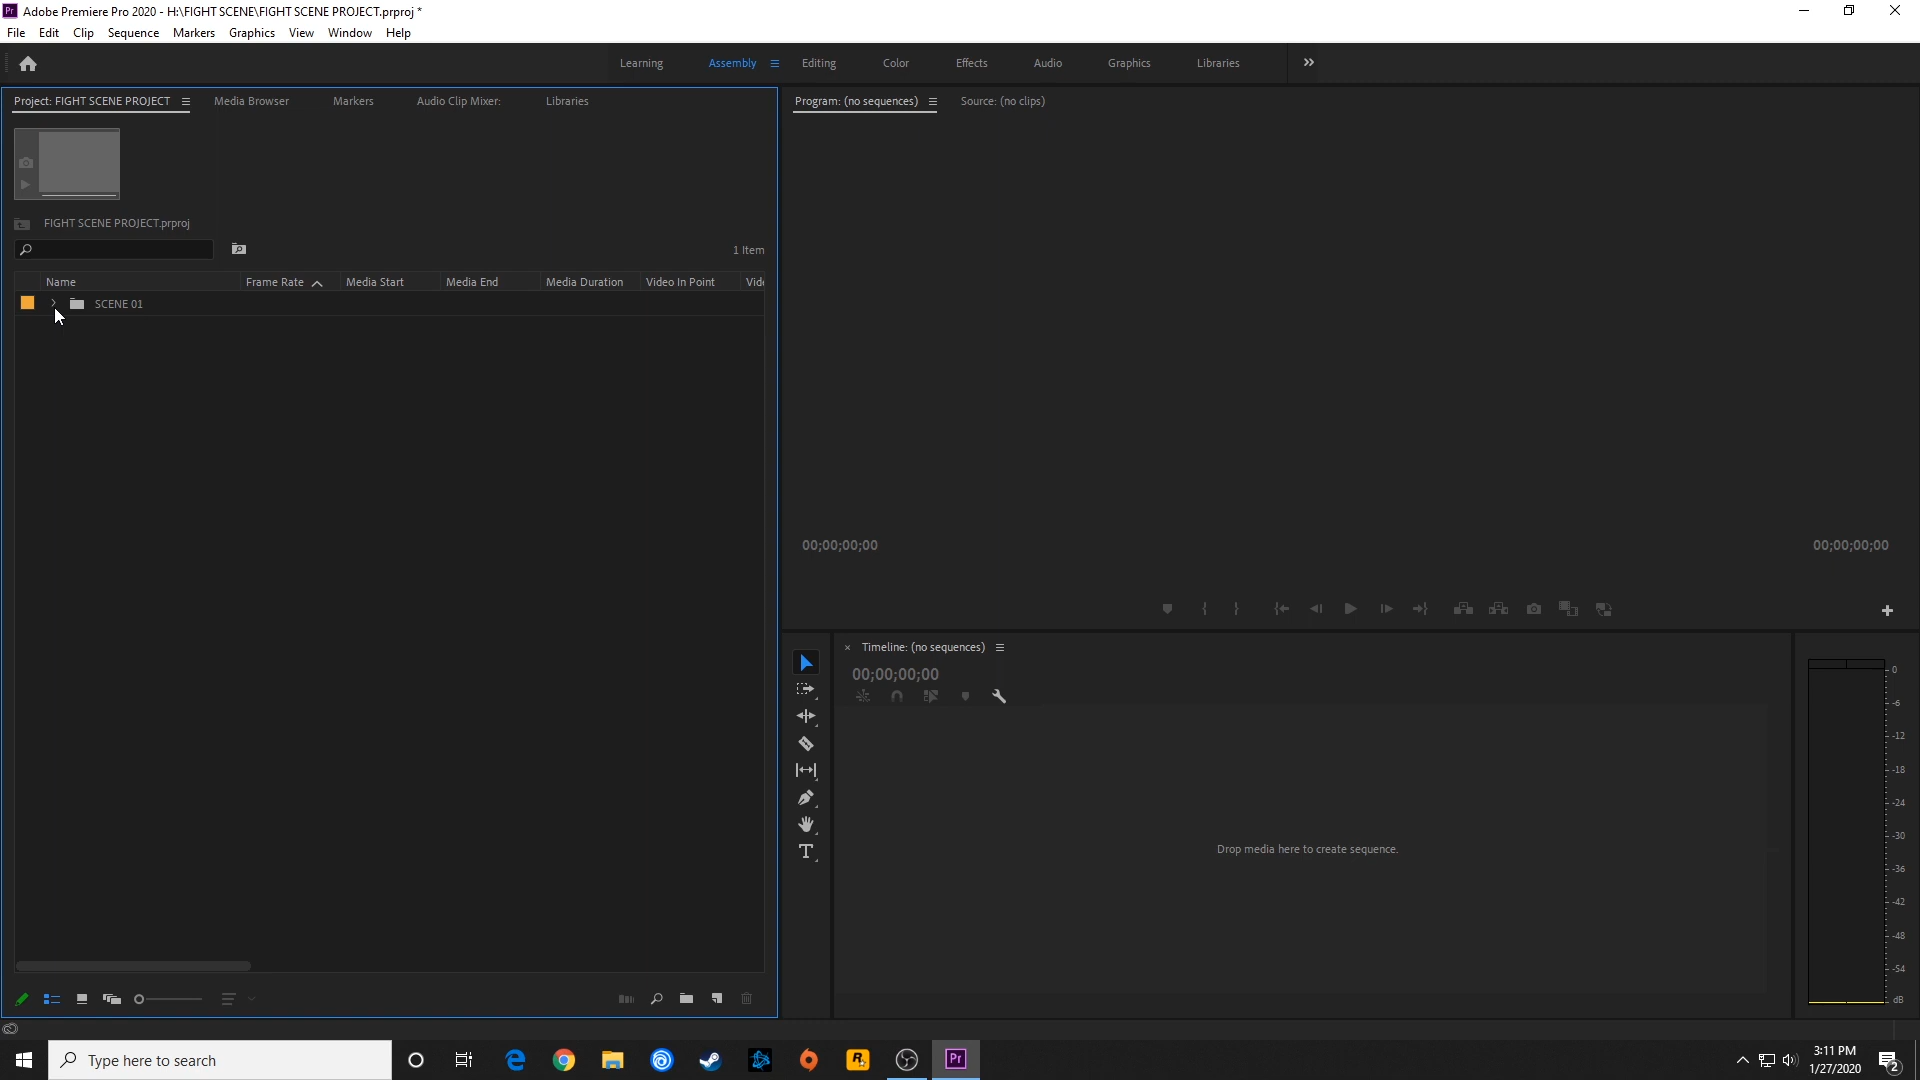 Pr Adobe Premiere Pro 2020 - H:\FIGHT SCENE\FIGHT SCENE PROJECT.prproj *
File Edit Clip Sequence Markers Graphics View Window Help
Learning Assembly Editing Color Effects Audio Graphics Libraries
Project: FIGHT SCENE PROJECT Media Browser Markers Audio Clip Mixer: Libraries
FIGHT SCENE PROJECT.prproj
1 Item
Name Frame Rate Media Start Media End Media Duration Video In Point Vide
SCENE 01
Program: (no sequences) Source: (no clips)
00;00;00;00 00;00;00;00
Timeline: (no sequences)
00;00;00;00
Drop media here to create sequence.
0
-6
-12
-18
-24
-30
-36
-42
-48
-54
dB
Type here to search
R
Pr
3:11 PM
1/27/2020
2